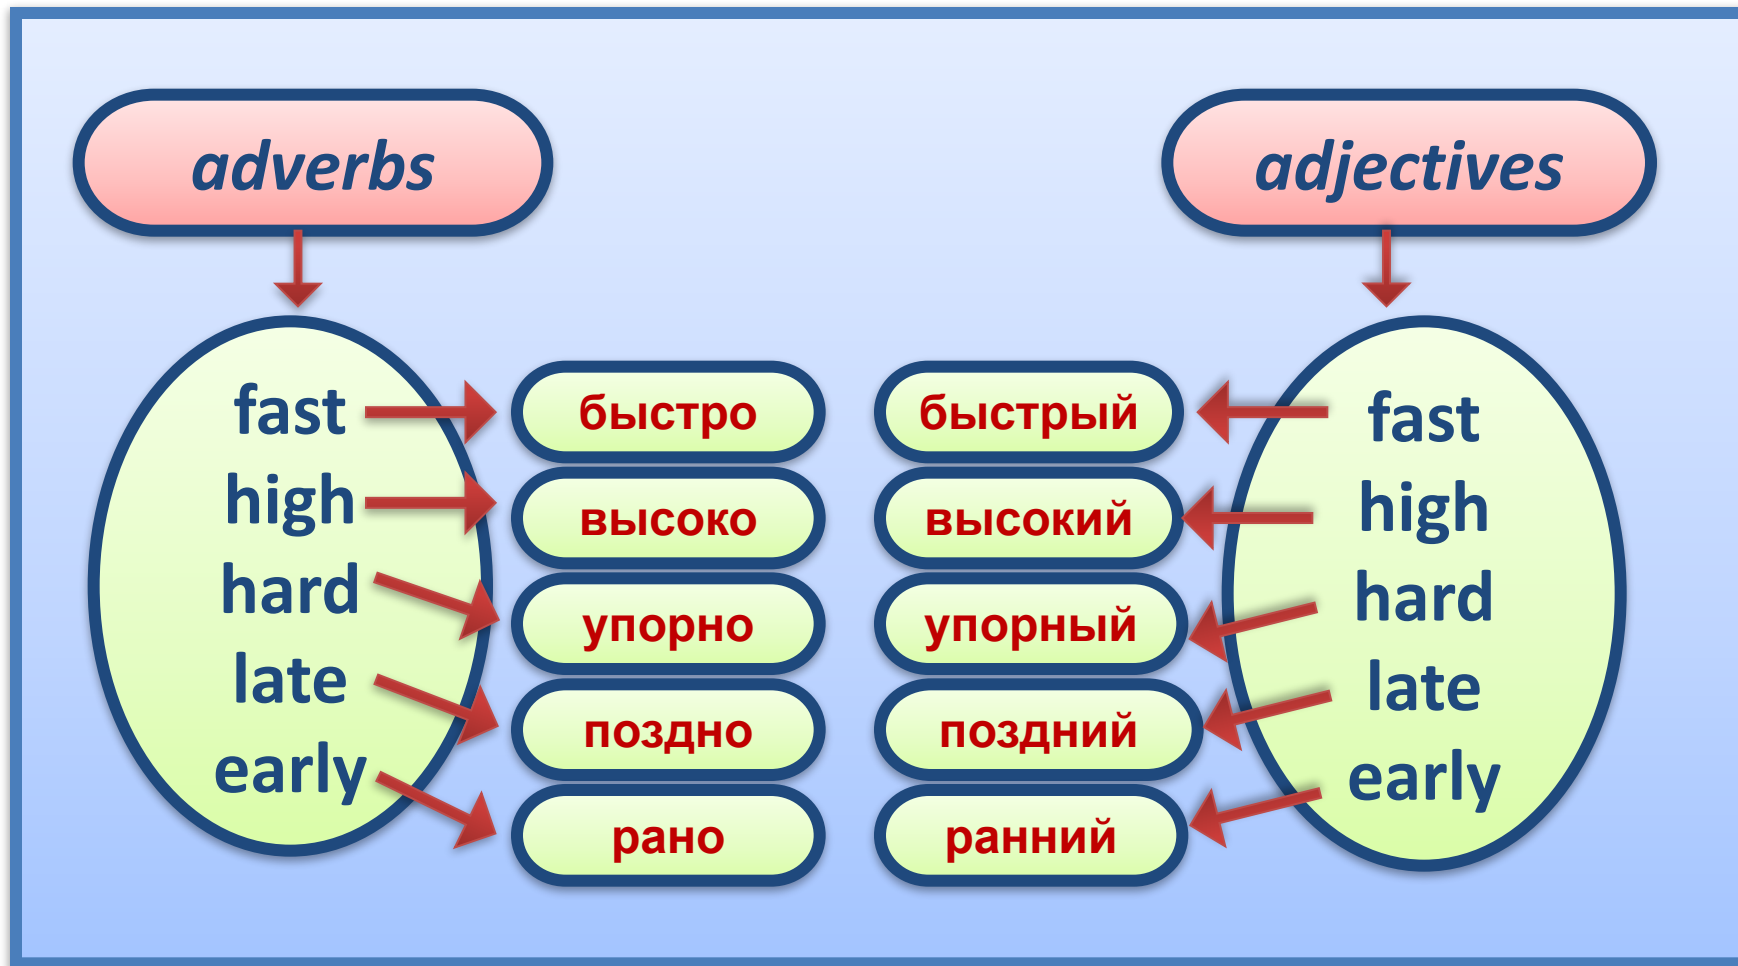 adverbs
adjectives
fast
high
hard
late
early
быстро
высоко
упорно
поздно
рано
быстрый
высокий
упорный
поздний
ранний
fast
high
hard
late
early